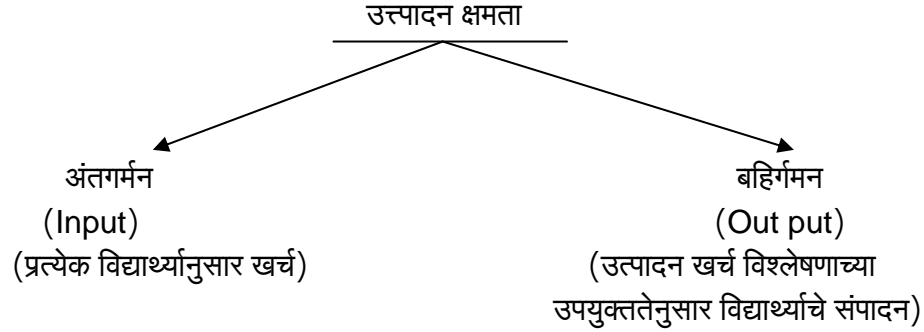 उत्त्पादन क्षमता
अंतगर्मन
बहिर्गमन
(Input)
(Out put)
(प्रत्येक विद्यार्थ्यानुसार खर्च)
(उत्पादन खर्च विश्लेषणाच्या
उपयुक्ततेनुसार विद्यार्थ्याचे संपादन)